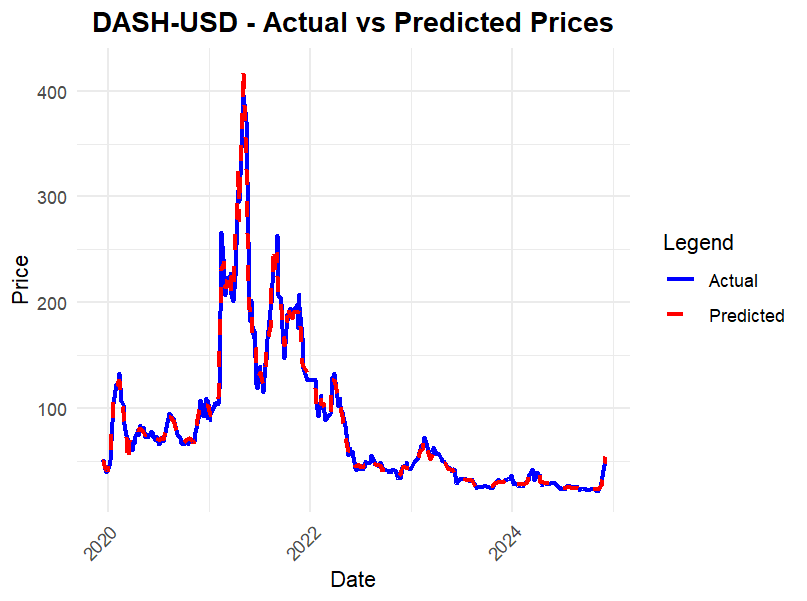 DASH-USD - Actual vs Predicted Prices
400
300
200
100
Price
2020
2022
2024
Date
Legend
Actual
Predicted